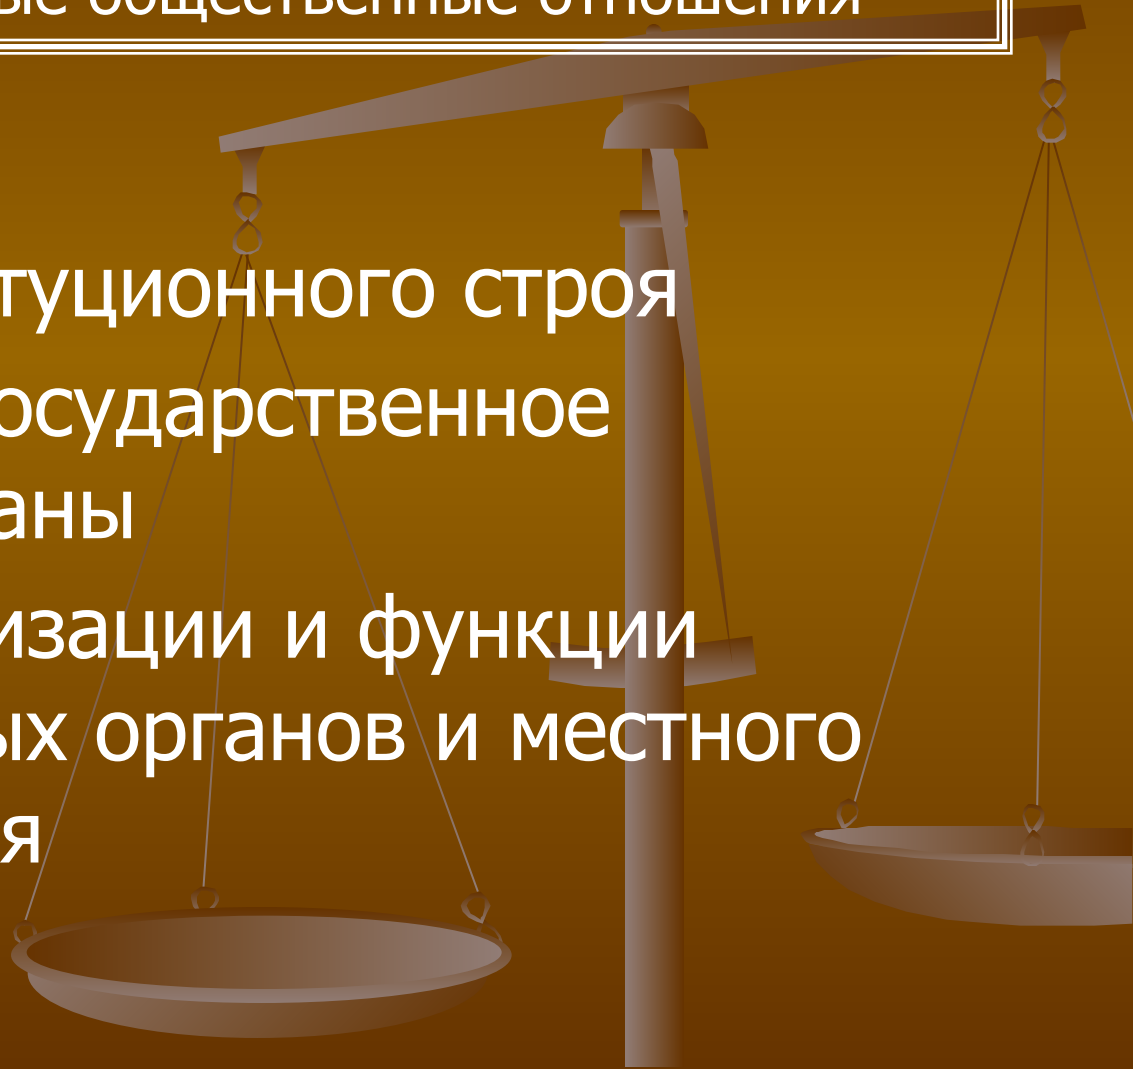 ые общественные отношения
туционного строя
осударственное
аны
изации и функции
ых органов и местного
я